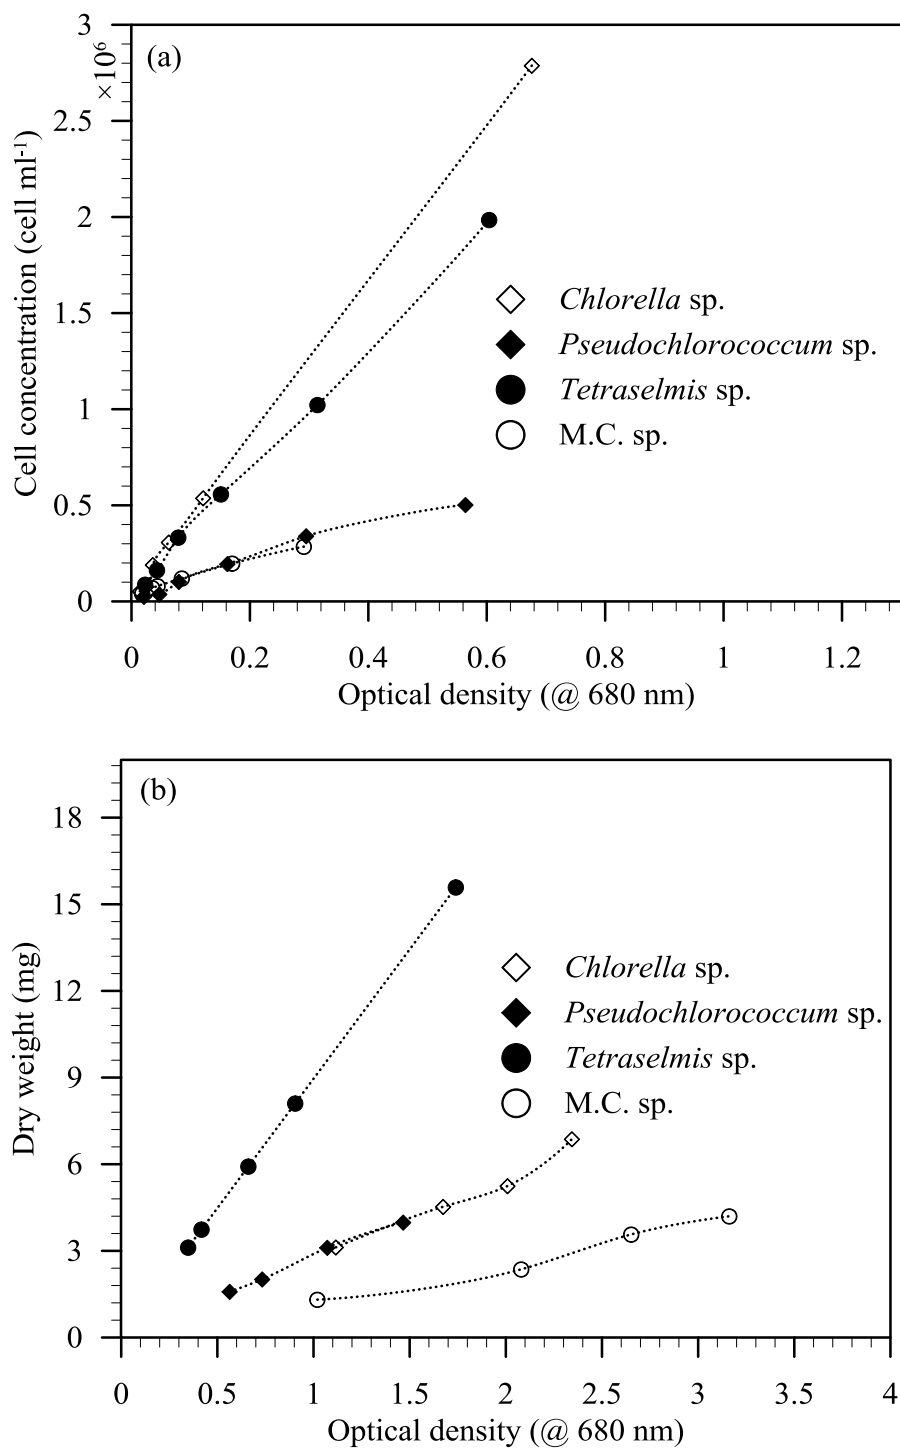 (a)
×10⁶
3
2.5
2
1.5
1
0.5
0
Cell concentration (cell ml⁻¹)
Chlorella sp.
Pseudochlorococcum sp.
Tetraselmis sp.
M.C. sp.
0 0.2 0.4 0.6 0.8 1 1.2
Optical density (@ 680 nm)
(b)
18
15
12
9
6
3
0
Dry weight (mg)
Chlorella sp.
Pseudochlorococcum sp.
Tetraselmis sp.
M.C. sp.
0 0.5 1 1.5 2 2.5 3 3.5 4
Optical density (@ 680 nm)